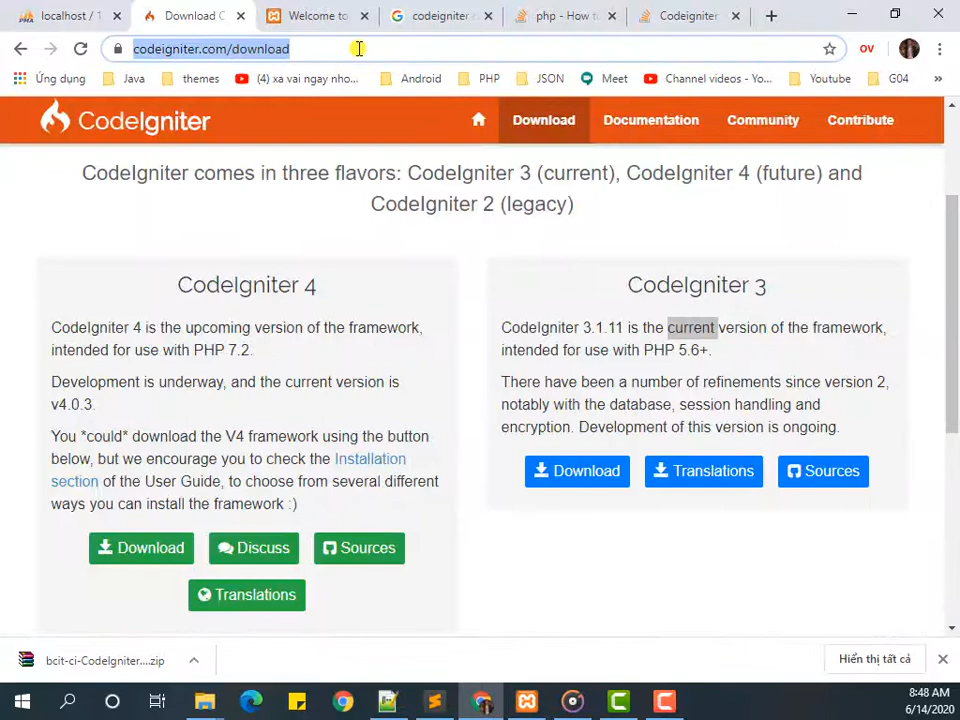 localhost / 1
Download C
Welcome to
codeigniter
php - How t
Codeigniter
codeigniter.com/download
OV
Ứng dụng
Java
themes
(4) xa vai ngay nho...
Android
PHP
JSON
Meet
Channel videos - Yo...
Youtube
G04
»
CodeIgniter
Download
Documentation
Community
Contribute
CodeIgniter comes in three flavors: CodeIgniter 3 (current), CodeIgniter 4 (future) and
CodeIgniter 2 (legacy)
CodeIgniter 4
CodeIgniter 4 is the upcoming version of the framework,
intended for use with PHP 7.2.
Development is underway, and the current version is
v4.0.3.
You *could* download the V4 framework using the button
below, but we encourage you to check the Installation
section of the User Guide, to choose from several different
ways you can install the framework :)
Download
Discuss
Sources
Translations
CodeIgniter 3
CodeIgniter 3.1.11 is the current version of the framework,
intended for use with PHP 5.6+.
There have been a number of refinements since version 2,
notably with the database, session handling and
encryption. Development of this version is ongoing.
Download
Translations
Sources
bcit-ci-CodeIgniter....zip
Hiển thị tất cả
8:48 AM
6/14/2020